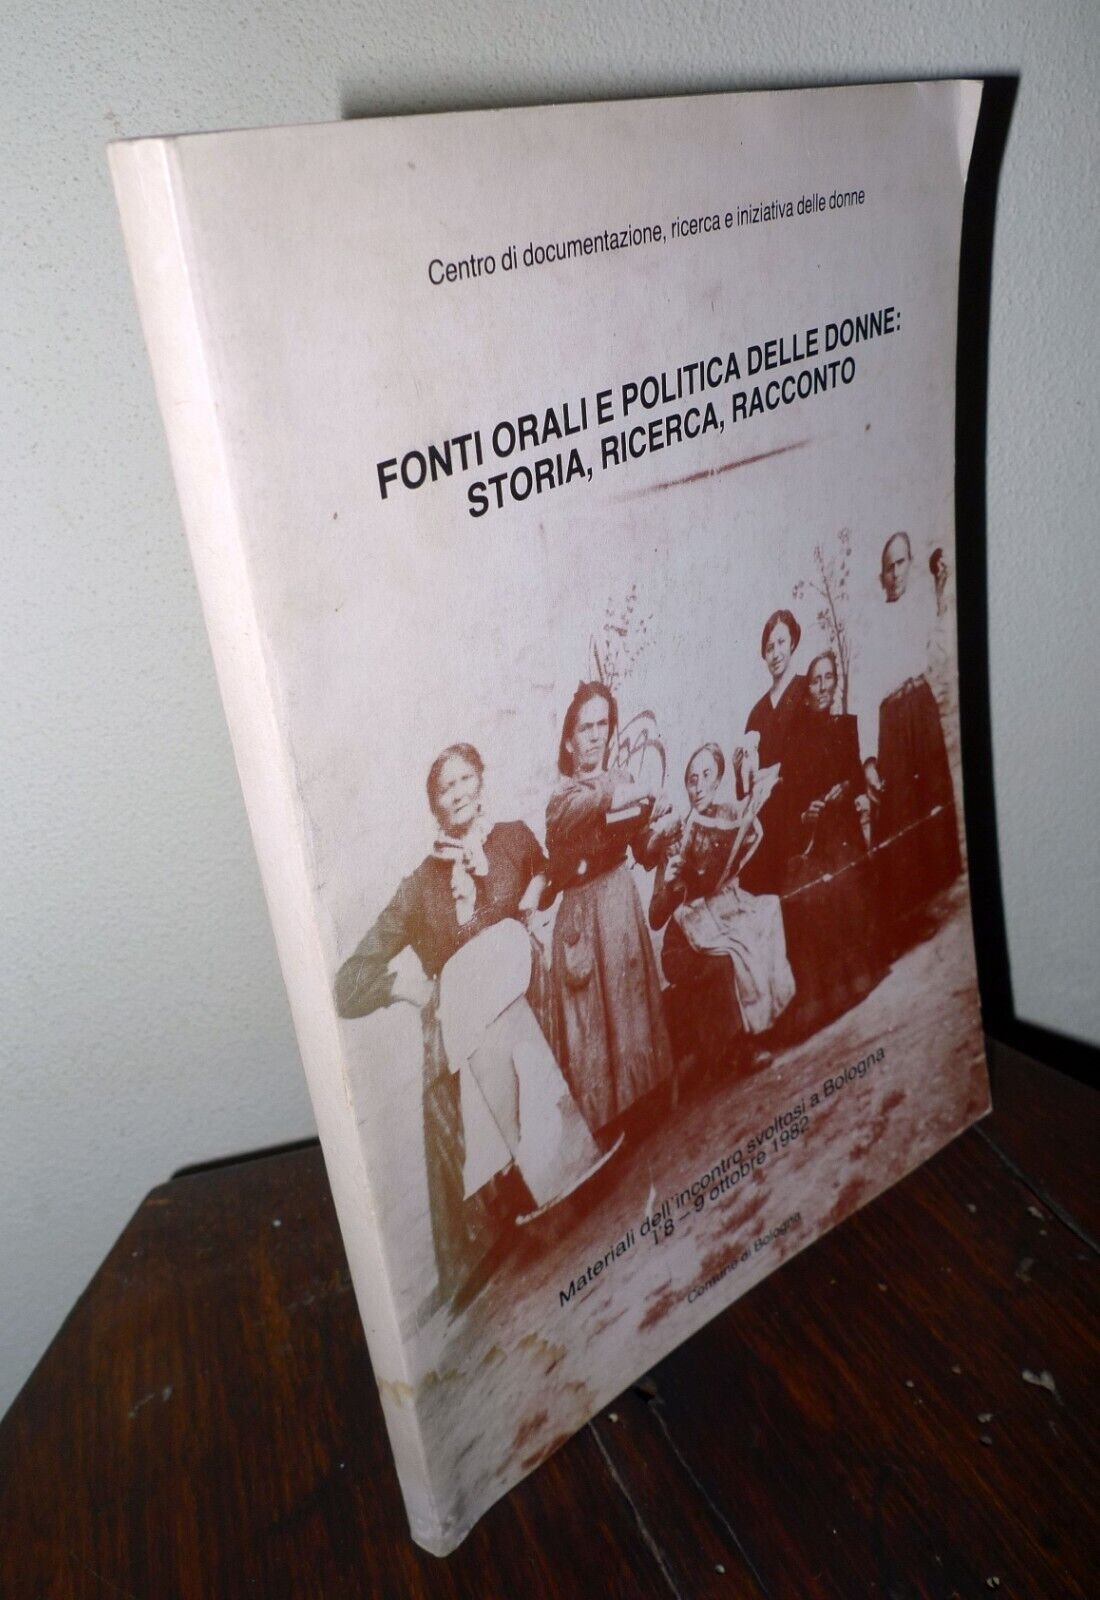 Centro di documentazione, ricerca e iniziativa delle donne
FONTI ORALI E POLITICA DELLE DONNE:
STORIA, RICERCA, RACCONTO
Materiali dell'incontro svoltosi a Bologna
l'8 – 9 ottobre 1982
Comune di Bologna